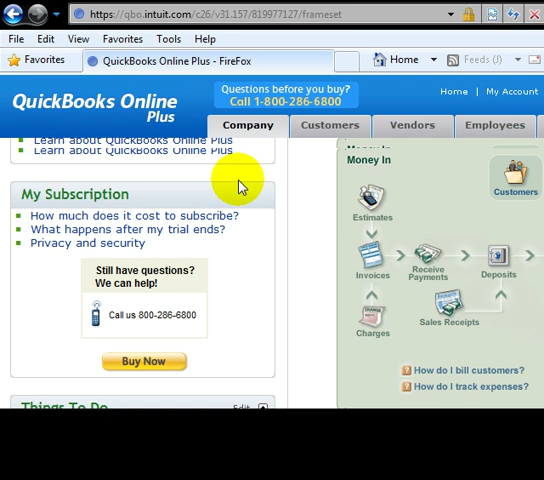 https://qbo.intuit.com/c26/v31.157/819977127/frameset
File Edit View Favorites Tools Help
Favorites
QuickBooks Online Plus - FireFox
Home
Feeds (J)
QuickBooks Online
Plus
Questions before you buy?
Call 1-800-286-6800
Home | My Account
Company
Customers
Vendors
Employees
Learn about QuickBooks Online Plus
Learn about QuickBooks Online Plus
My Subscription
How much does it cost to subscribe?
What happens after my trial ends?
Privacy and security
Still have questions?
We can help!
Call us 800-286-6800
Buy Now
Things To Do
Edit
Money In
Money In
Customers
Estimates
Invoices
Receive
Payments
Deposits
CHARGE
Charges
Sales Receipts
How do I bill customers?
How do I track expenses?